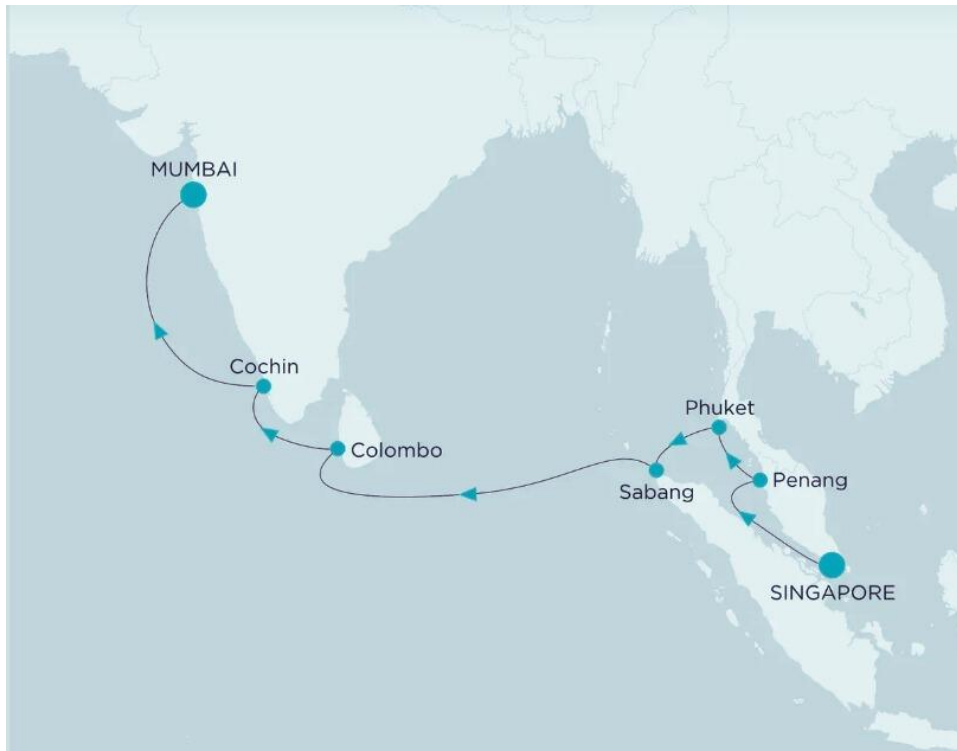 MUMBAI
Cochin
Phuket
Colombo
Penang
Sabang
SINGAPORE